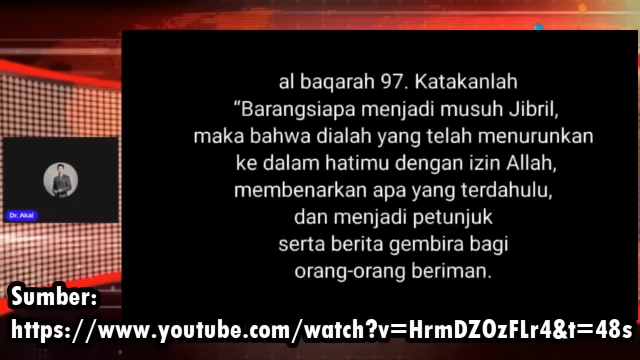 al baqarah 97. Katakanlah
“Barangsiapa menjadi musuh Jibril,
maka bahwa dialah yang telah menurunkan
ke dalam hatimu dengan izin Allah,
membenarkan apa yang terdahulu,
dan menjadi petunjuk
serta berita gembira bagi
orang-orang beriman.
Dr. Akal
Sumber:
https://www.youtube.com/watch?v=HrmDZOzFLr4&t=48s